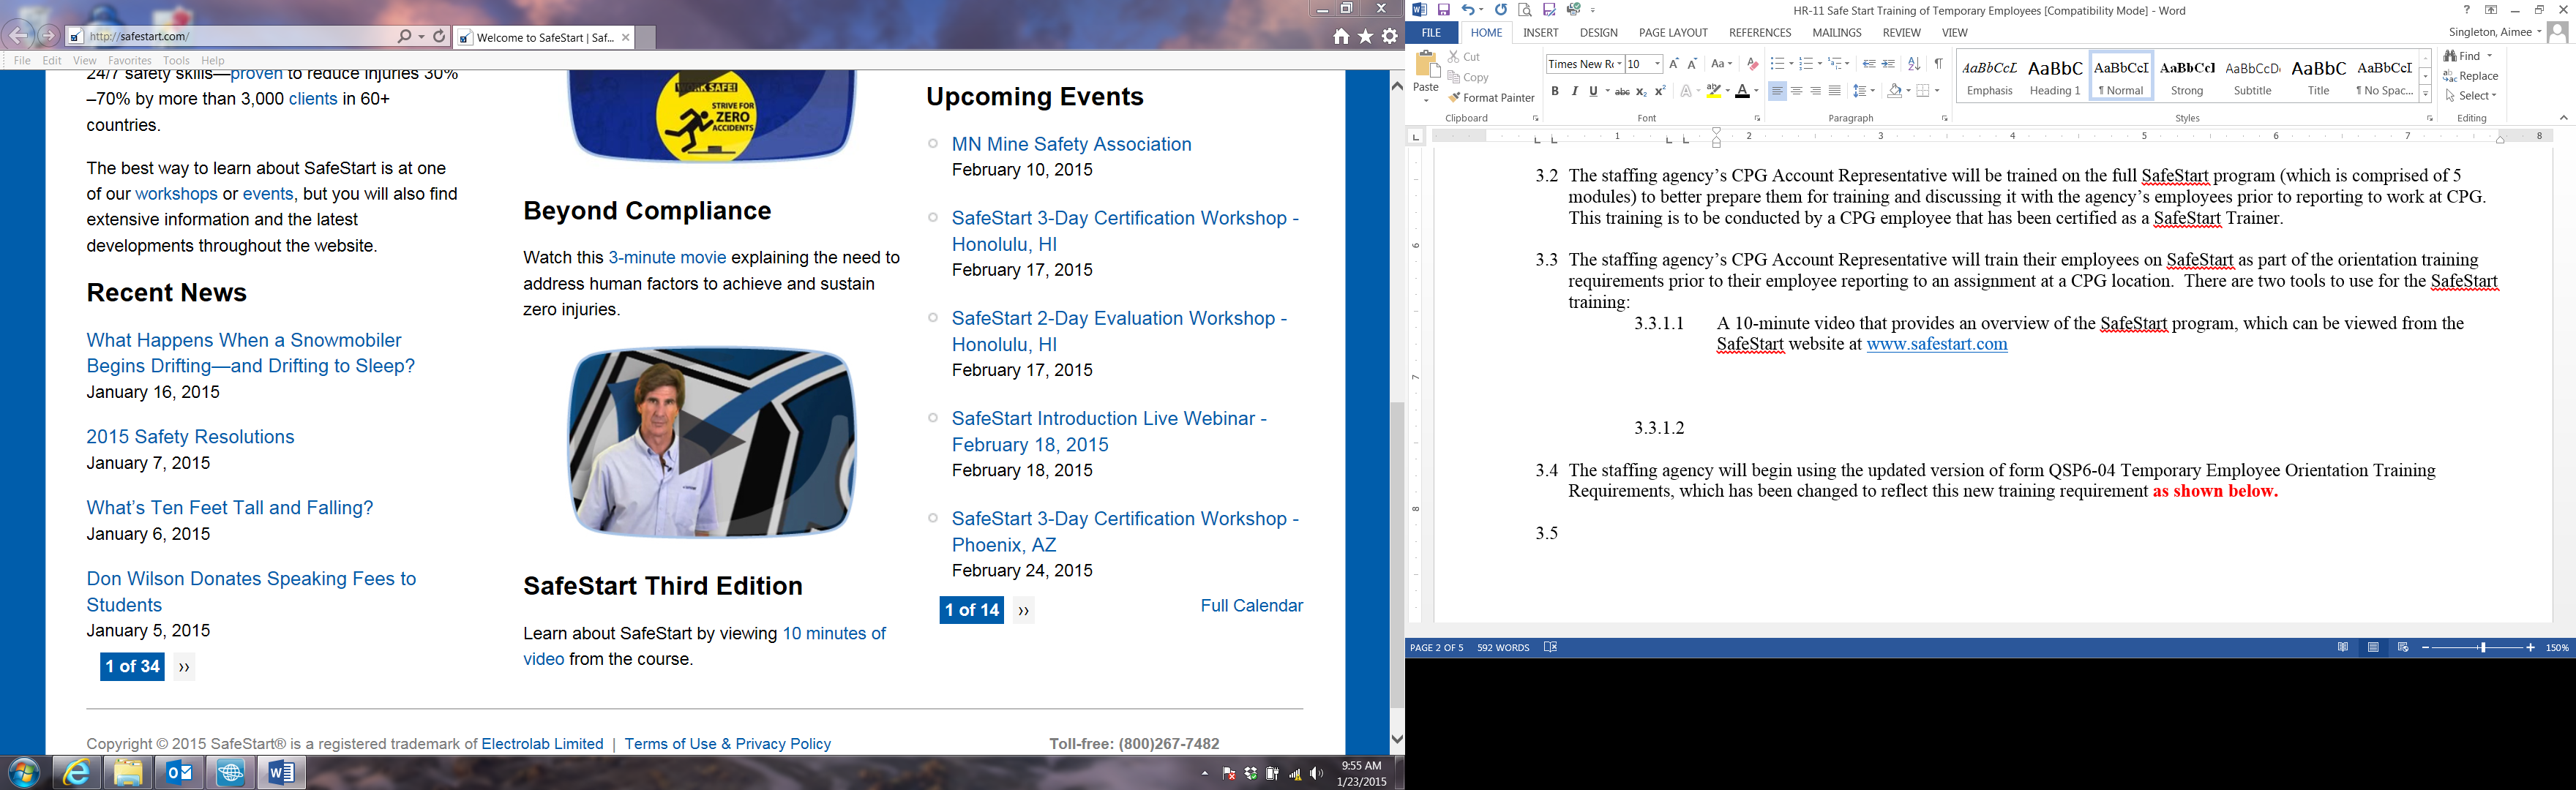 http://safestart.com/
Welcome to SafeStart | Saf...
File Edit View Favorites Tools Help
24/7 safety skills—proven to reduce injuries 30%
–70% by more than 3,000 clients in 60+
countries.
The best way to learn about SafeStart is at one
of our workshops or events, but you will also find
extensive information and the latest
developments throughout the website.
Recent News
What Happens When a Snowmobiler
Begins Drifting—and Drifting to Sleep?
January 16, 2015
2015 Safety Resolutions
January 7, 2015
What's Ten Feet Tall and Falling?
January 6, 2015
Don Wilson Donates Speaking Fees to
Students
January 5, 2015
1 of 34 ››
WORK SAFE!
STRIVE FOR
ZERO
ACCIDENTS
Beyond Compliance
Watch this 3-minute movie explaining the need to
address human factors to achieve and sustain
zero injuries.
SafeStart Third Edition
Learn about SafeStart by viewing 10 minutes of
video from the course.
Upcoming Events
MN Mine Safety Association
February 10, 2015
SafeStart 3-Day Certification Workshop -
Honolulu, HI
February 17, 2015
SafeStart 2-Day Evaluation Workshop -
Honolulu, HI
February 17, 2015
SafeStart Introduction Live Webinar -
February 18, 2015
February 18, 2015
SafeStart 3-Day Certification Workshop -
Phoenix, AZ
February 24, 2015
1 of 14 ››
Full Calendar
Copyright © 2015 SafeStart® is a registered trademark of Electrolab Limited | Terms of Use & Privacy Policy
Toll-free: (800)267-7482
9:55 AM
1/23/2015
HR-11 Safe Start Training of Temporary Employees [Compatibility Mode] - Word
FILE HOME INSERT DESIGN PAGE LAYOUT REFERENCES MAILINGS REVIEW VIEW
Singleton, Aimee
Paste
Cut
Copy
Format Painter
Clipboard
Times New Rc 10
Font
Paragraph
AaBbCcL AaBbC AaBbCcI AaBbCcI AaBbCcD AaBbC AaBbCcI
Emphasis Heading 1 ¶ Normal Strong Subtitle Title ¶ No Spac...
Styles
Find
Replace
Select
Editing
1 2 3 4 5 6 7 8
6
7
8
3.2 The staffing agency's CPG Account Representative will be trained on the full SafeStart program (which is comprised of 5
modules) to better prepare them for training and discussing it with the agency's employees prior to reporting to work at CPG.
This training is to be conducted by a CPG employee that has been certified as a SafeStart Trainer.
3.3 The staffing agency's CPG Account Representative will train their employees on SafeStart as part of the orientation training
requirements prior to their employee reporting to an assignment at a CPG location. There are two tools to use for the SafeStart
training:
3.3.1.1 A 10-minute video that provides an overview of the SafeStart program, which can be viewed from the
SafeStart website at www.safestart.com
3.3.1.2
3.4 The staffing agency will begin using the updated version of form QSP6-04 Temporary Employee Orientation Training
Requirements, which has been changed to reflect this new training requirement as shown below.
3.5
PAGE 2 OF 5 592 WORDS
150%